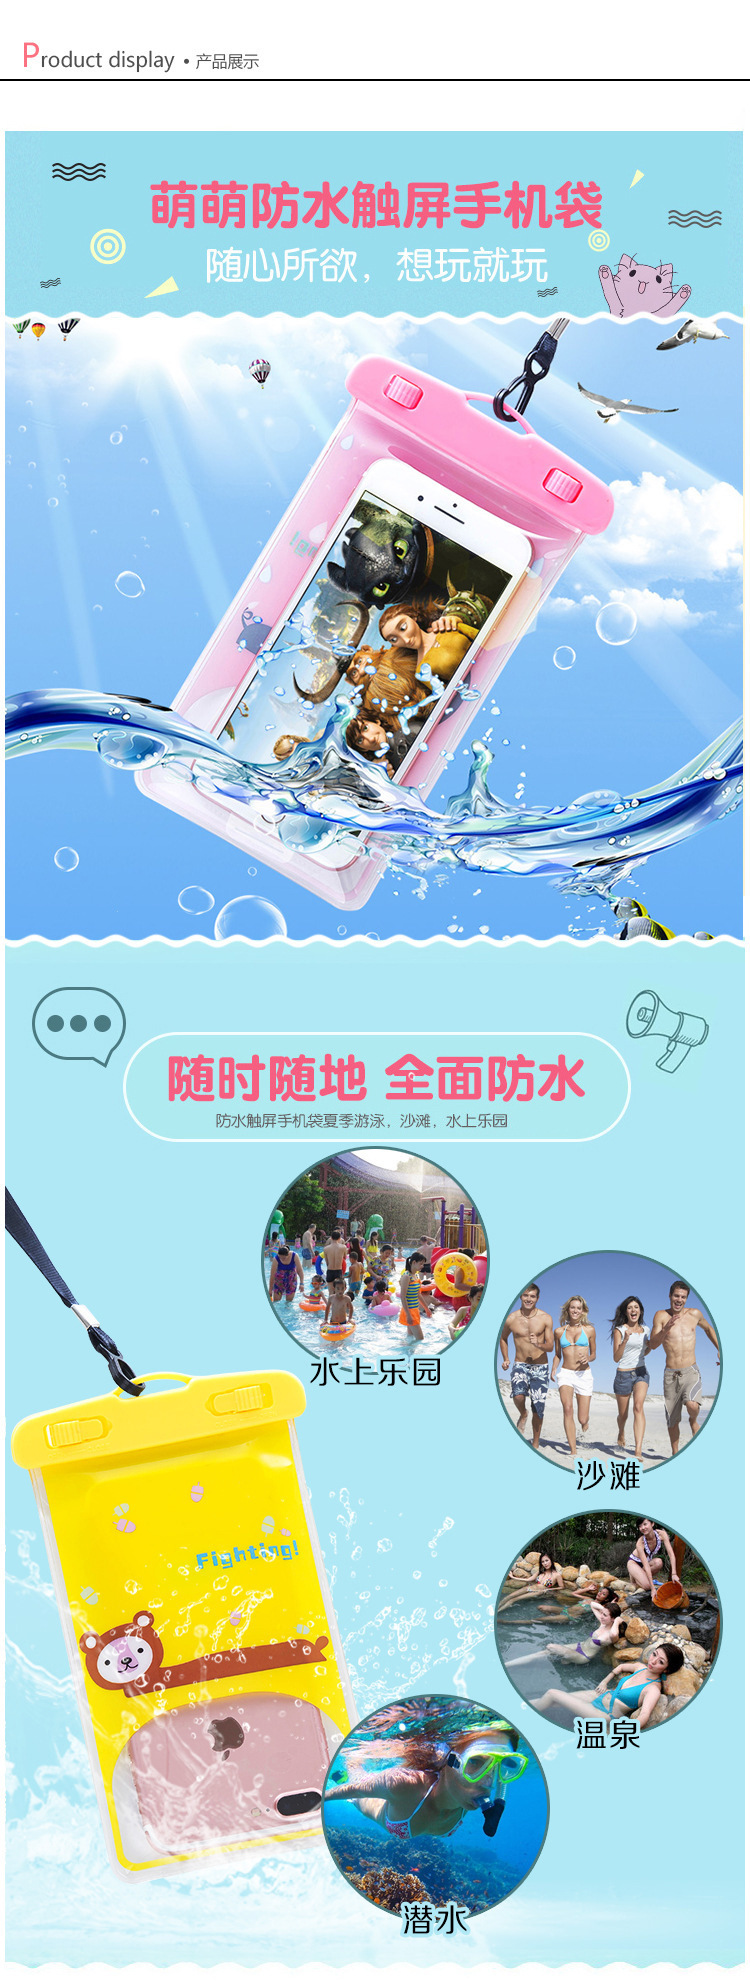 Product display • 产品展示
萌萌防水触屏手机袋
随心所欲，想玩就玩
随时随地 全面防水
防水触屏手机袋夏季游泳，沙滩，水上乐园
水上乐园
沙滩
Fighting!
温泉
潜水